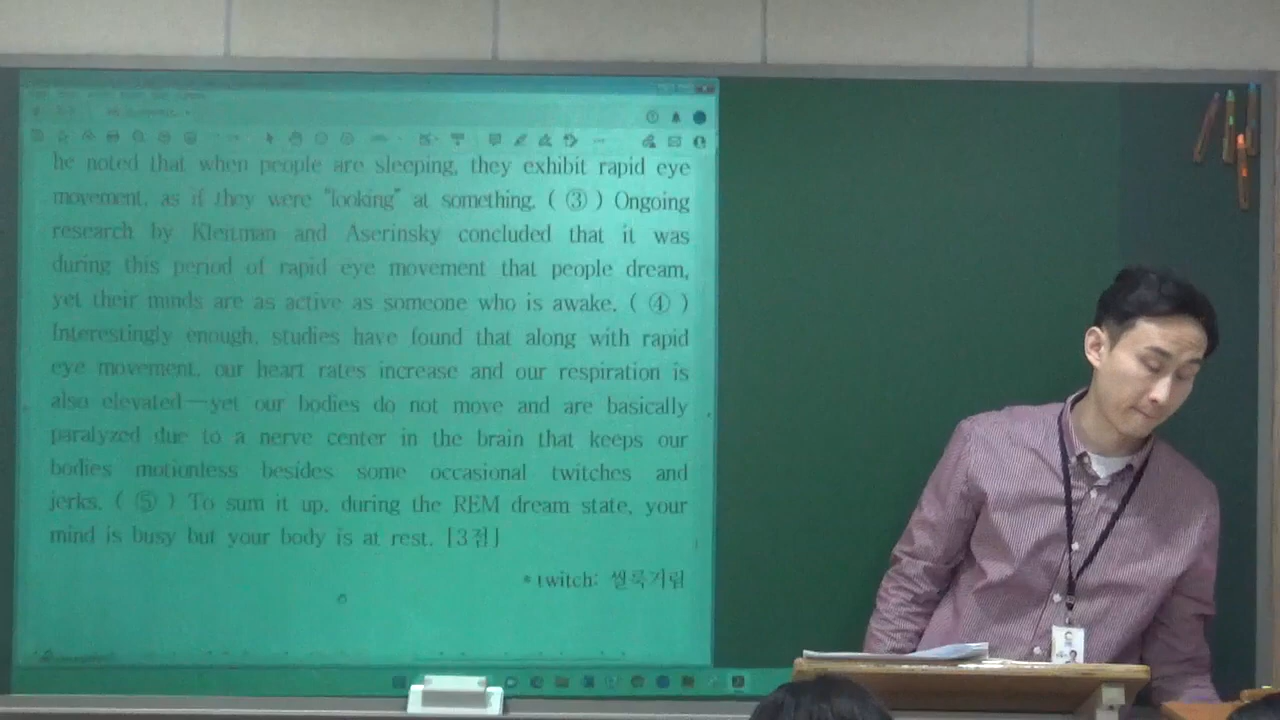 he noted that when people are sleeping, they exhibit rapid eye
movement, as if they were "looking" at something. ( ③ ) Ongoing
research by Kleitman and Aserinsky concluded that it was
during this period of rapid eye movement that people dream,
yet their minds are as active as someone who is awake. ( ④ )
Interestingly enough, studies have found that along with rapid
eye movement, our heart rates increase and our respiration is
also elevated—yet our bodies do not move and are basically
paralyzed due to a nerve center in the brain that keeps our
bodies motionless besides some occasional twitches and
jerks. ( ⑤ ) To sum it up, during the REM dream state, your
mind is busy but your body is at rest. [3점]
* twitch: 씰룩거림